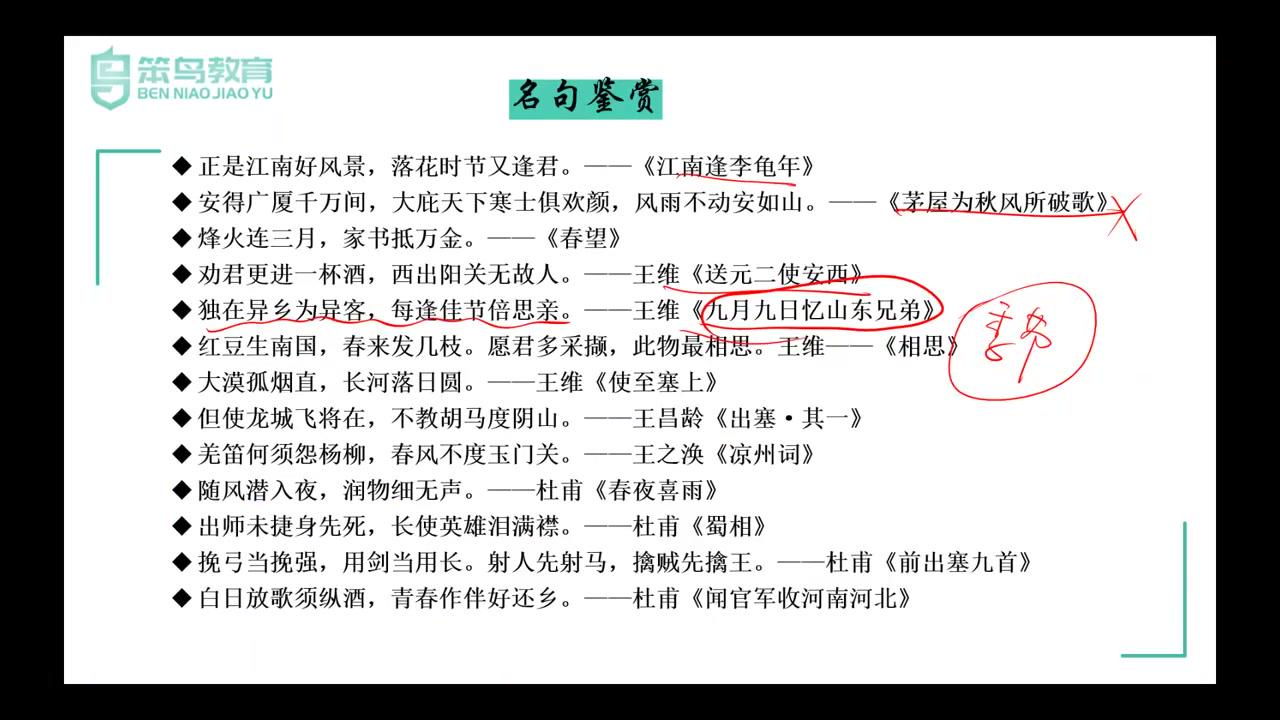 笨鸟教育
BEN NIAO JIAO YU
名句鉴赏
◆ 正是江南好风景，落花时节又逢君。——《江南逢李龟年》
◆ 安得广厦千万间，大庇天下寒士俱欢颜，风雨不动安如山。——《茅屋为秋风所破歌》
◆ 烽火连三月，家书抵万金。——《春望》
◆ 劝君更进一杯酒，西出阳关无故人。——王维《送元二使安西》
◆ 独在异乡为异客，每逢佳节倍思亲。——王维《九月九日忆山东兄弟》
◆ 红豆生南国，春来发几枝。愿君多采撷，此物最相思。王维——《相思》
◆ 大漠孤烟直，长河落日圆。——王维《使至塞上》
◆ 但使龙城飞将在，不教胡马度阴山。——王昌龄《出塞·其一》
◆ 羌笛何须怨杨柳，春风不度玉门关。——王之涣《凉州词》
◆ 随风潜入夜，润物细无声。——杜甫《春夜喜雨》
◆ 出师未捷身先死，长使英雄泪满襟。——杜甫《蜀相》
◆ 挽弓当挽强，用剑当用长。射人先射马，擒贼先擒王。——杜甫《前出塞九首》
◆ 白日放歌须纵酒，青春作伴好还乡。——杜甫《闻官军收河南河北》